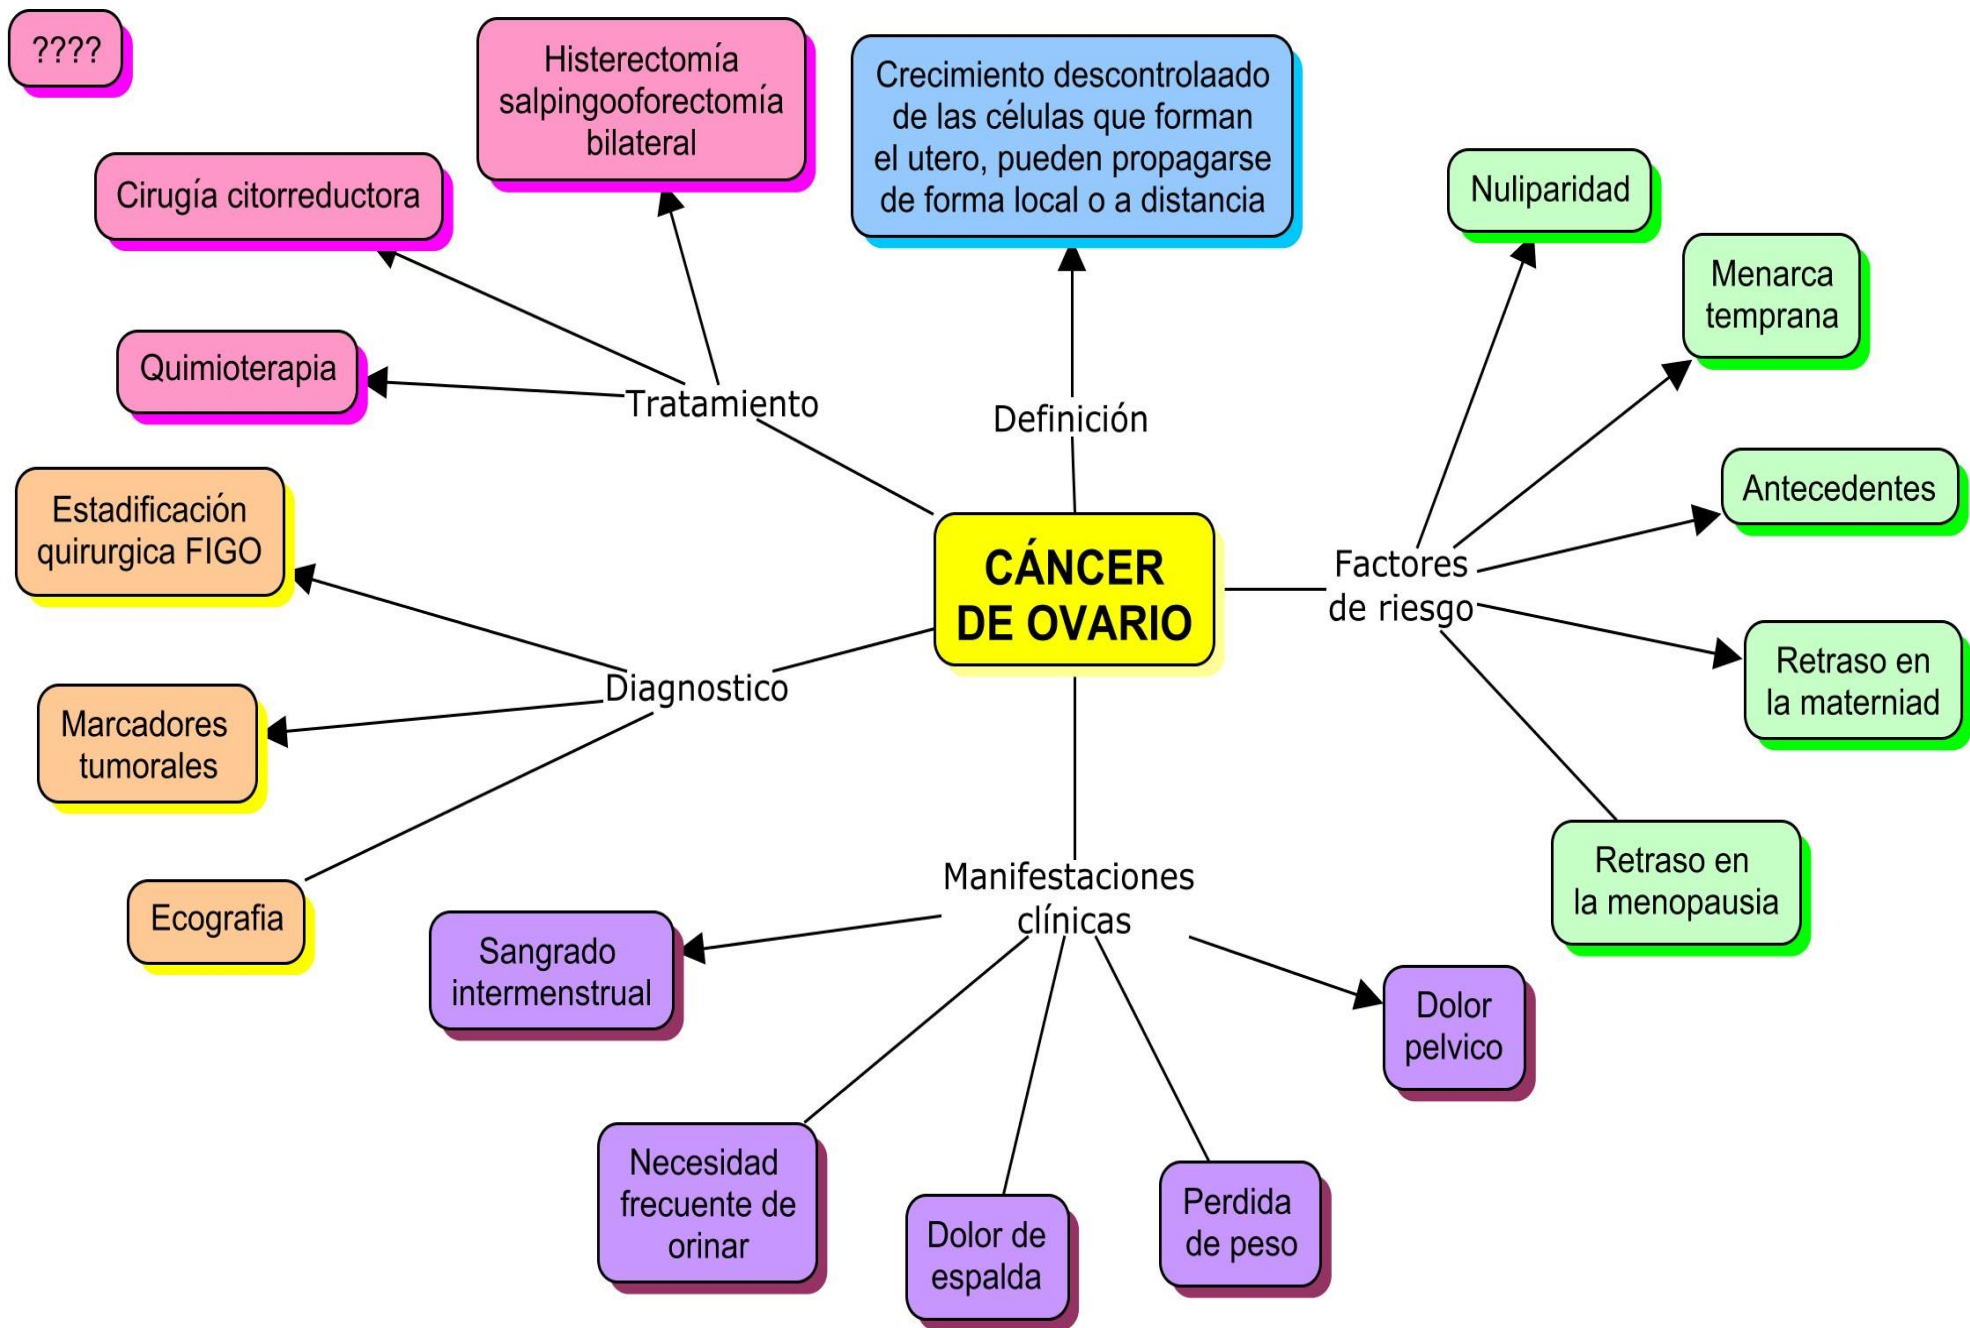 ????
Histerectomía
salpingooforectomía
bilateral
Crecimiento descontrolaado
de las células que forman
el utero, pueden propagarse
de forma local o a distancia
Cirugía citorreductora
Nuliparidad
Menarca
temprana
Quimioterapia
Tratamiento
Definición
Antecedentes
Estadificación
quirurgica FIGO
CÁNCER
DE OVARIO
Factores
de riesgo
Retraso en
la materniad
Diagnostico
Marcadores
tumorales
Retraso en
la menopausia
Ecografia
Manifestaciones
clínicas
Sangrado
intermenstrual
Dolor
pelvico
Necesidad
frecuente de
orinar
Dolor de
espalda
Perdida
de peso